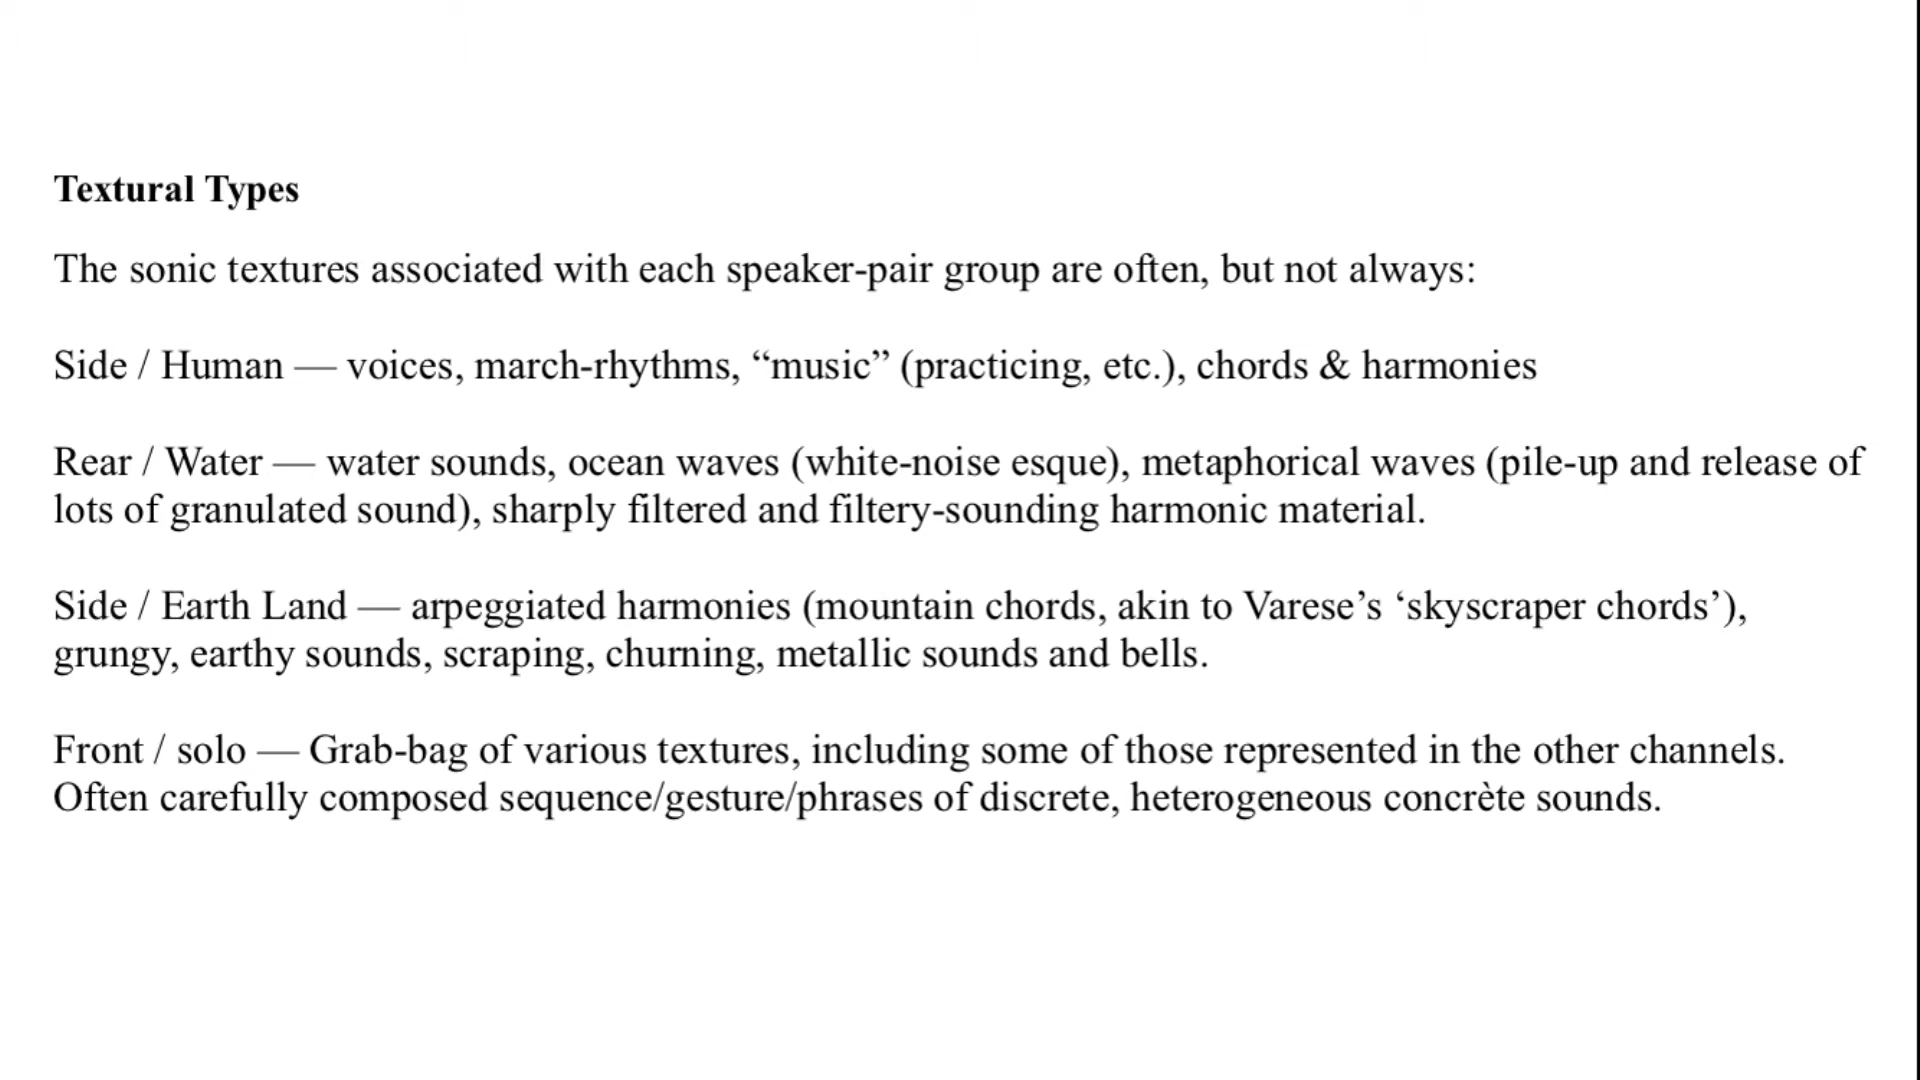 Textural Types
The sonic textures associated with each speaker-pair group are often, but not always:
Side / Human — voices, march-rhythms, “music” (practicing, etc.), chords & harmonies
Rear / Water — water sounds, ocean waves (white-noise esque), metaphorical waves (pile-up and release of
lots of granulated sound), sharply filtered and filtery-sounding harmonic material.
Side / Earth Land — arpeggiated harmonies (mountain chords, akin to Varese’s ‘skyscraper chords’),
grungy, earthy sounds, scraping, churning, metallic sounds and bells.
Front / solo — Grab-bag of various textures, including some of those represented in the other channels.
Often carefully composed sequence/gesture/phrases of discrete, heterogeneous concrète sounds.